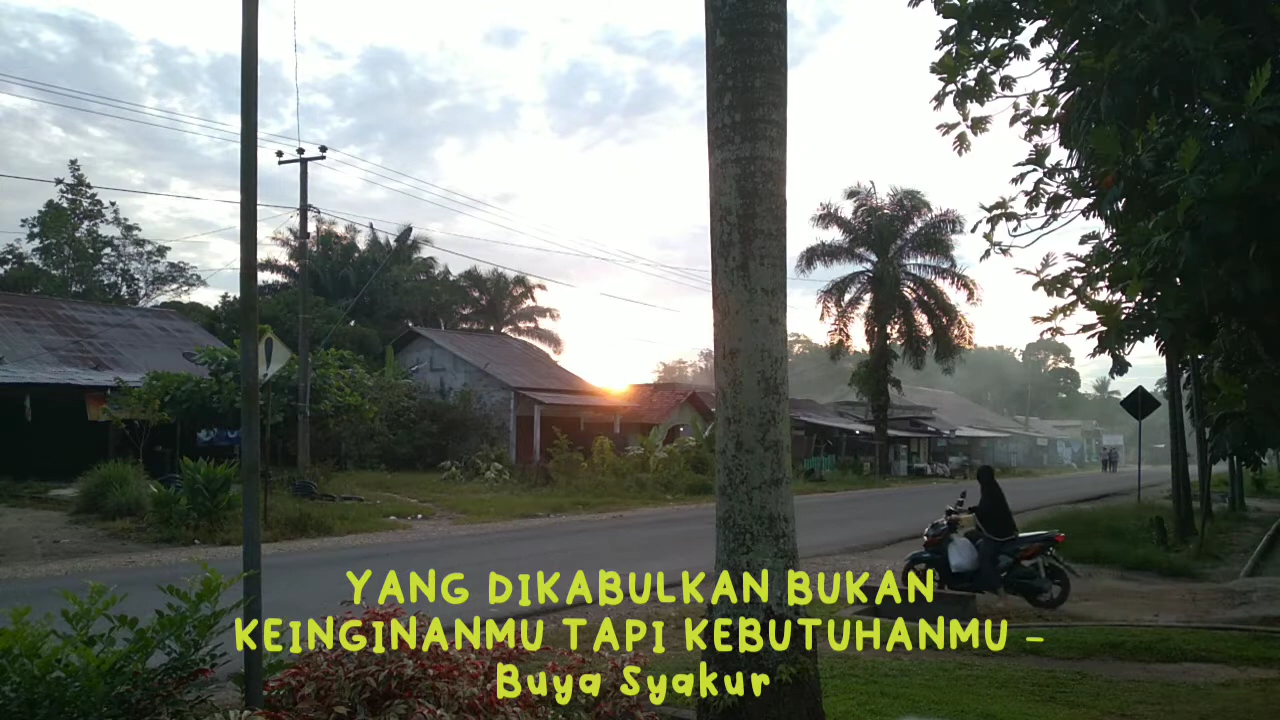 YANG DIKABULKAN BUKAN
KEINGINANMU TAPI KEBUTUHANMU –
Buya Syakur